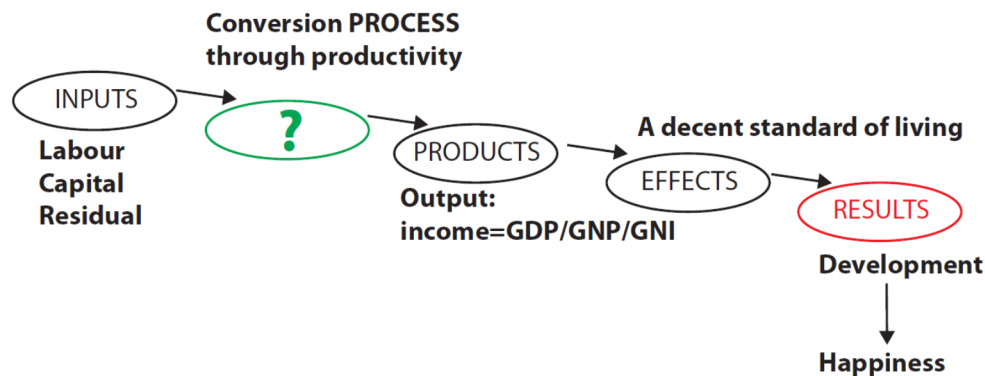 Conversion PROCESS
through productivity
INPUTS
?
Labour
Capital
Residual
PRODUCTS
Output:
income=GDP/GNP/GNI
A decent standard of living
EFFECTS
RESULTS
Development
Happiness